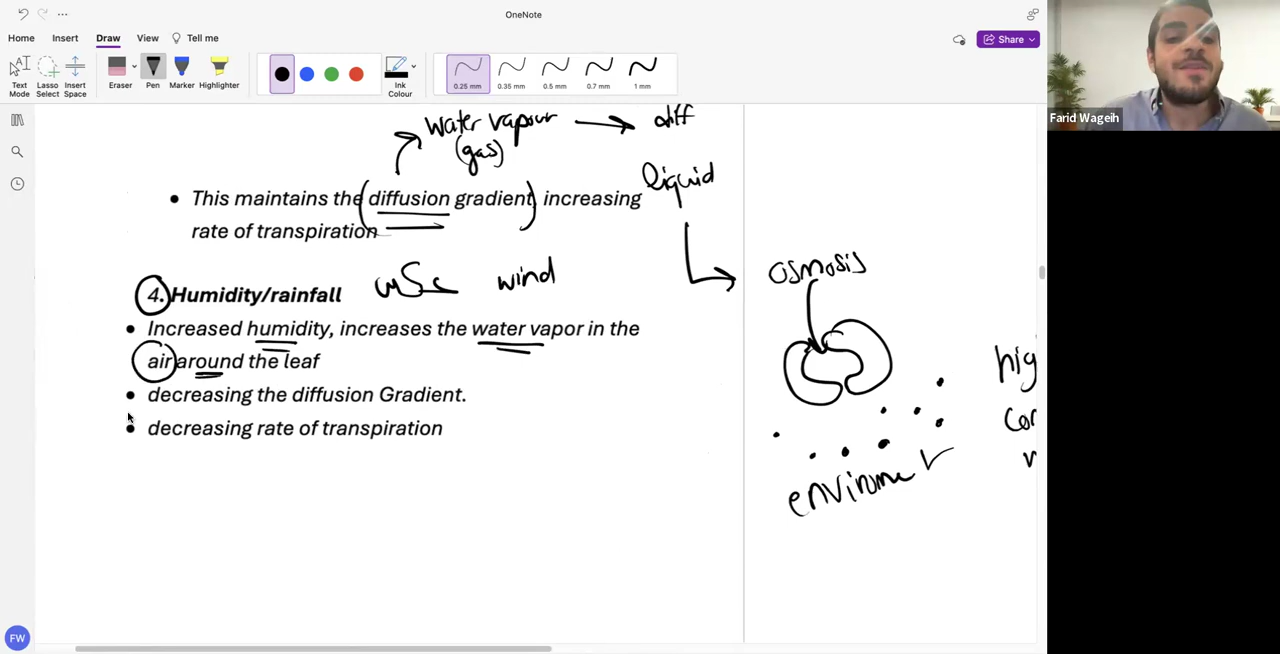 OneNote
Home Insert Draw View Tell me
Share
Text Mode
Lasso Select
Insert Space
Eraser
Pen
Marker
Highlighter
Ink Colour
0.25 mm 0.35 mm 0.5 mm 0.7 mm 1 mm
Farid Wageih
Water vapour → diff
(gas)
liquid
• This maintains the (diffusion gradient) increasing
rate of transpiration
osmosis
wind
4. Humidity/rainfall
• Increased humidity, increases the water vapor in the
air around the leaf
• decreasing the diffusion Gradient.
• decreasing rate of transpiration
hig
FW